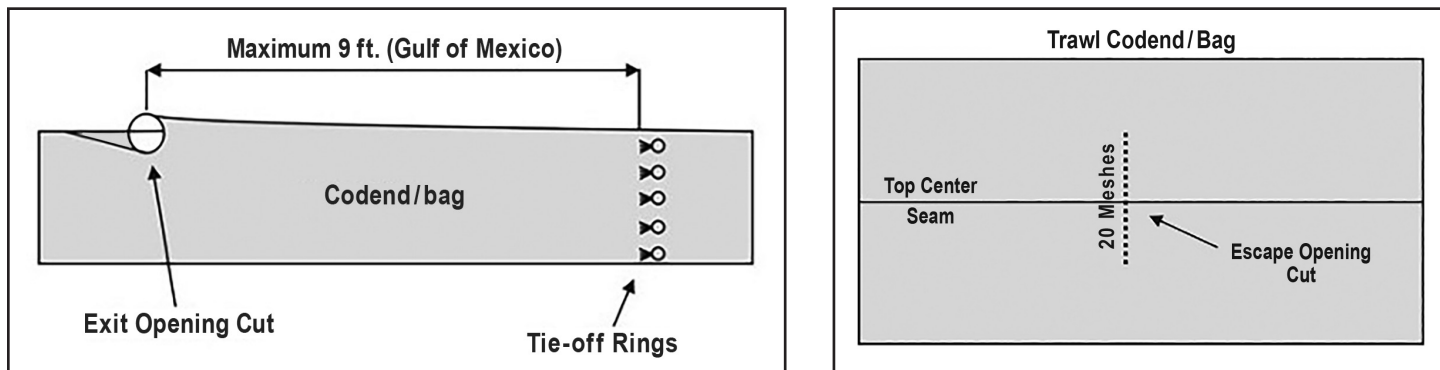 Maximum 9 ft. (Gulf of Mexico)
Codend/bag
Exit Opening Cut
Tie-off Rings
Trawl Codend/Bag
Top Center
Seam
20 Mieshes
Escape Opening
Cut